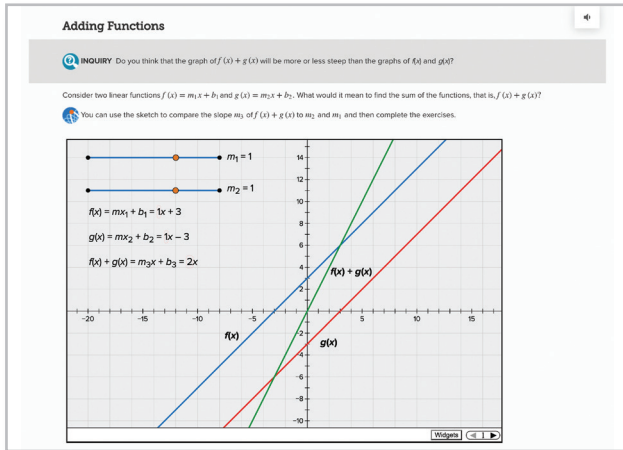 Adding Functions
INQUIRY Do you think that the graph of f (x) + g (x) will be more or less steep than the graphs of f(x) and g(x)?
Consider two linear functions f (x) = m₁x + b₁ and g (x) = m₂x + b₂. What would it mean to find the sum of the functions, that is, f (x) + g (x)?
You can use the sketch to compare the slope m₃ of f (x) + g (x) to m₂ and m₁ and then complete the exercises.
m₁ = 1
m₂ = 1
f(x) = mx₁ + b₁ = 1x + 3
g(x) = mx₂ + b₂ = 1x – 3
f(x) + g(x) = m₃x + b₃ = 2x
14
12
10
8
6
4
2
-20 -15 -10 -5 5 10 15
-2
-4
-6
-8
-10
f(x) + g(x)
f(x)
g(x)
Widgets